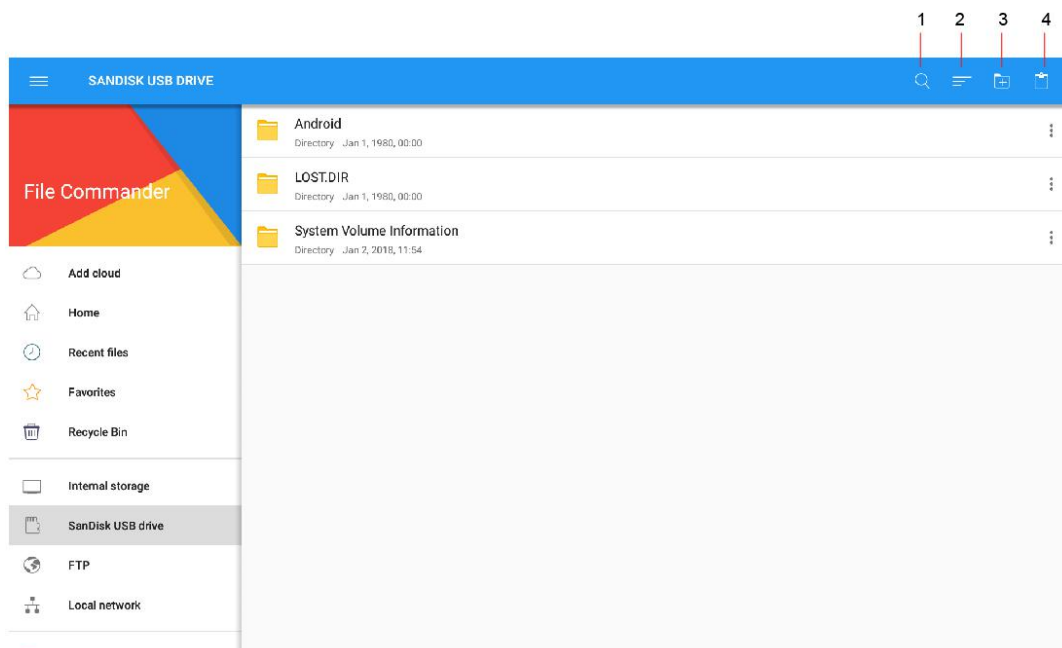 1 2 3 4
SANDISK USB DRIVE
File Commander
Add cloud
Home
Recent files
Favorites
Recycle Bin
Internal storage
SanDisk USB drive
FTP
Local network
Android
Directory Jan 1, 1980, 00:00
LOST.DIR
Directory Jan 1, 1980, 00:00
System Volume Information
Directory Jan 2, 2018, 11:54